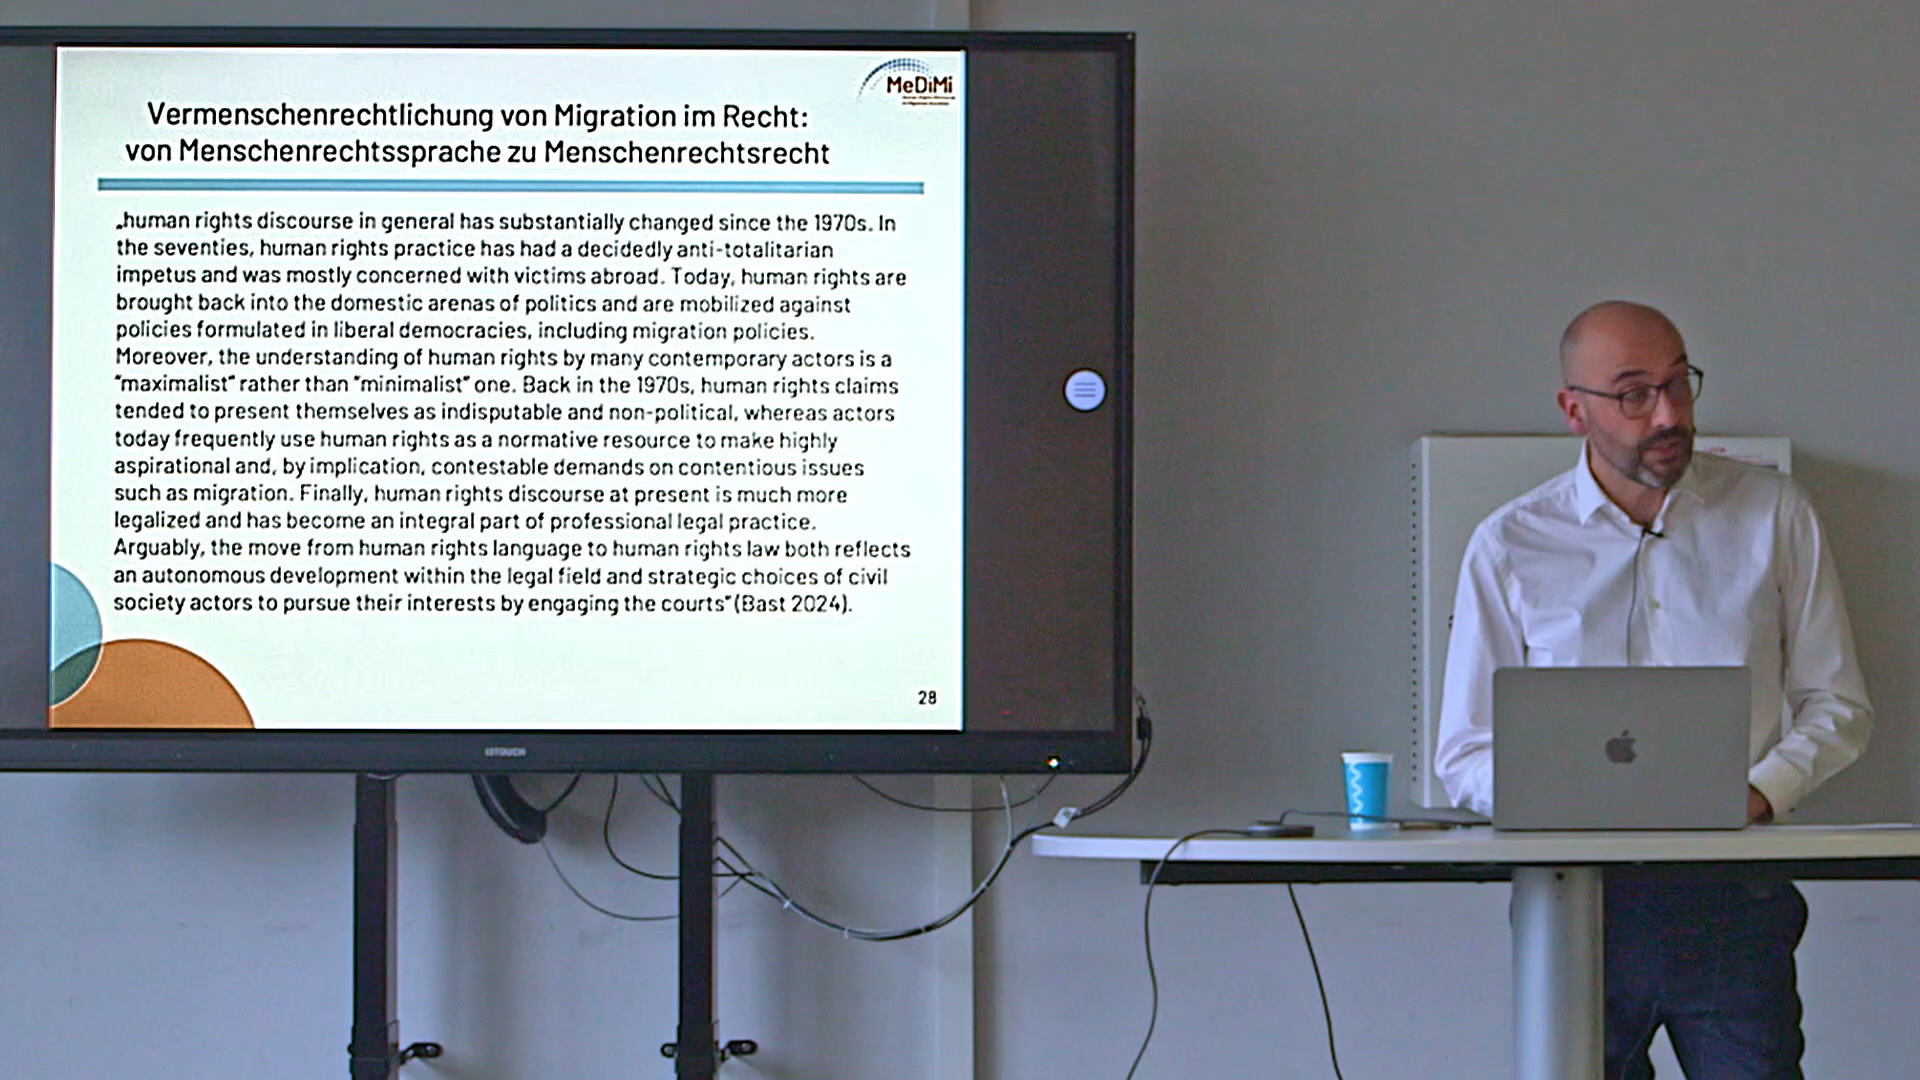 MeDiMi
Vermenschenrechtlichung von Migration im Recht:
von Menschenrechtssprache zu Menschenrechtsrecht
„human rights discourse in general has substantially changed since the 1970s. In
the seventies, human rights practice has had a decidedly anti-totalitarian
impetus and was mostly concerned with victims abroad. Today, human rights are
brought back into the domestic arenas of politics and are mobilized against
policies formulated in liberal democracies, including migration policies.
Moreover, the understanding of human rights by many contemporary actors is a
"maximalist" rather than "minimalist" one. Back in the 1970s, human rights claims
tended to present themselves as indisputable and non-political, whereas actors
today frequently use human rights as a normative resource to make highly
aspirational and, by implication, contestable demands on contentious issues
such as migration. Finally, human rights discourse at present is much more
legalized and has become an integral part of professional legal practice.
Arguably, the move from human rights language to human rights law both reflects
an autonomous development within the legal field and strategic choices of civil
society actors to pursue their interests by engaging the courts" (Bast 2024).
28